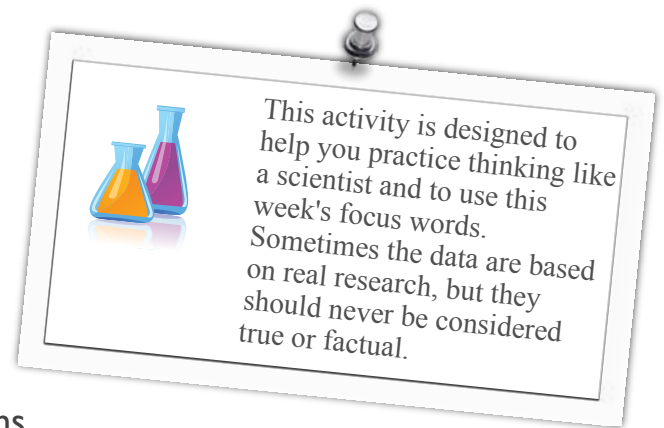 This activity is designed to
help you practice thinking like
a scientist and to use this
week's focus words.
Sometimes the data are based
on real research, but they
should never be considered
true or factual.